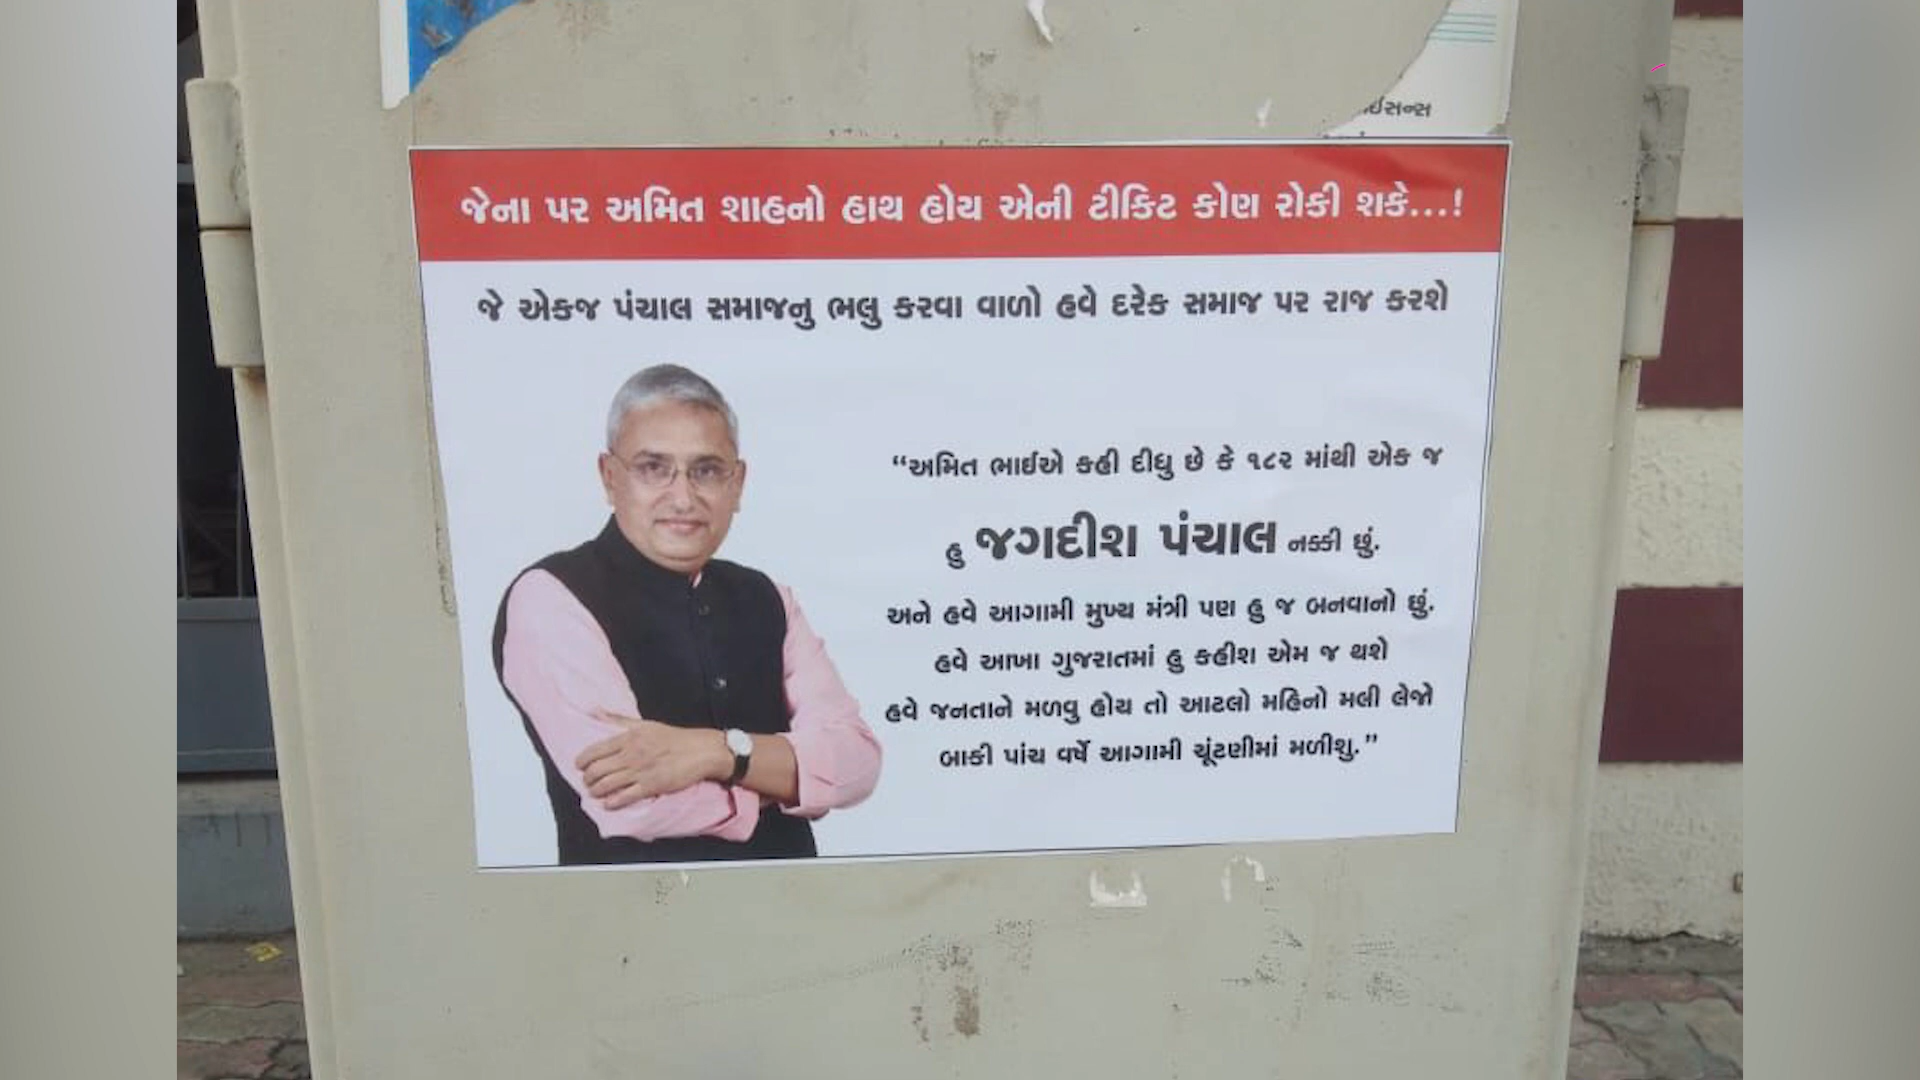 ઈસન્સ
જેના પર અમિત શાહનો હાથ હોય એની ટીકિટ કોણ રોકી શકે...!
જે એકજ પંચાલ સમાજનુ ભલુ કરવા વાળો હવે દરેક સમાજ પર રાજ કરશે
“અમિત ભાઈએ કહી દીધુ છે કે ૧૮૨ માંથી એક જ
હુ જગદીશ પંચાલ નક્કી છું.
અને હવે આગામી મુખ્ય મંત્રી પણ હુ જ બનવાનો છું.
હવે આખા ગુજરાતમાં હુ કહીશ એમ જ થશે
હવે જનતાને મળવુ હોય તો આટલો મહિનો મલી લેજો
બાકી પાંચ વર્ષે આગામી ચૂંટણીમાં મળીશુ.”